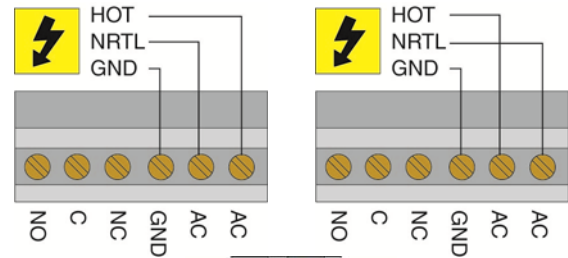 HOT
NRTL
GND
NO C NC GND AC AC
HOT
NRTL
GND
NO C NC GND AC AC